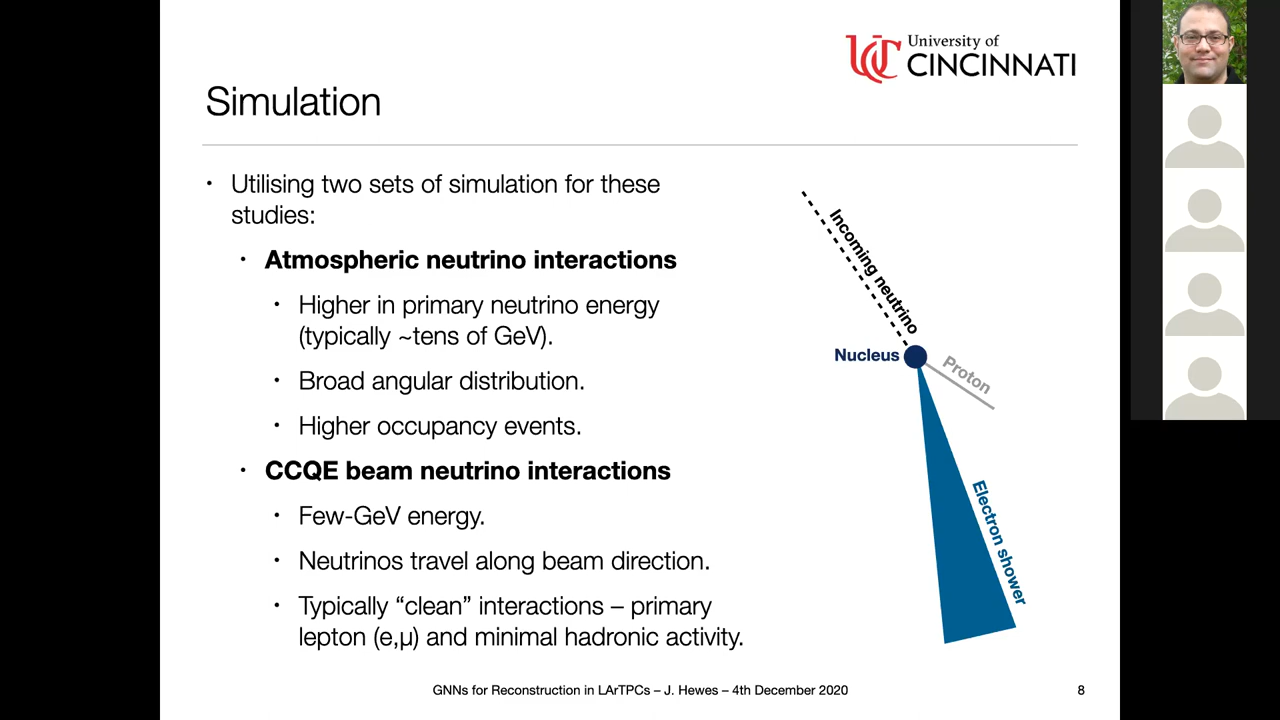 University of
CINCINNATI
Simulation
• Utilising two sets of simulation for these
studies:
• Atmospheric neutrino interactions
• Higher in primary neutrino energy
(typically ~tens of GeV).
• Broad angular distribution.
• Higher occupancy events.
• CCQE beam neutrino interactions
• Few-GeV energy.
• Neutrinos travel along beam direction.
• Typically “clean” interactions – primary
lepton (e,μ) and minimal hadronic activity.
Incoming neutrino
Nucleus
Proton
Electron shower
GNNs for Reconstruction in LArTPCs – J. Hewes – 4th December 2020
8